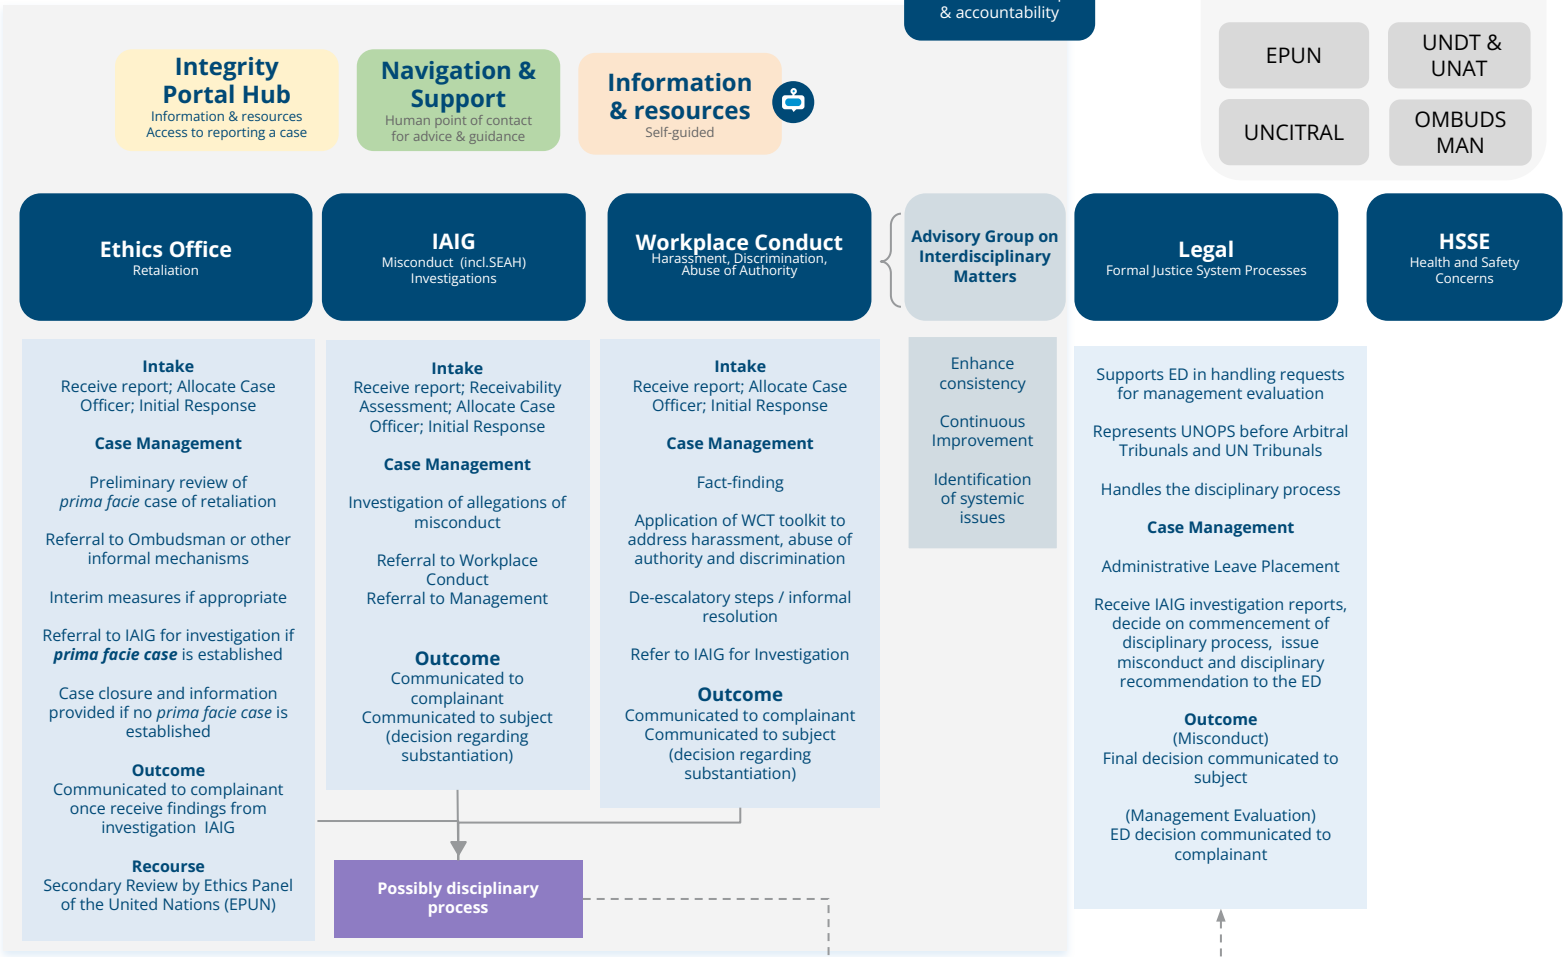 & accountability
EPUN
UNDT &
UNAT
UNCITRAL
OMBUDS
MAN
Integrity
Portal Hub
Information & resources
Access to reporting a case
Navigation &
Support
Human point of contact
for advice & guidance
Information
& resources
Self-guided
Ethics Office
Retaliation
IAIG
Misconduct (incl.SEAH)
Investigations
Workplace Conduct
Harassment, Discrimination,
Abuse of Authority
Advisory Group on
Interdisciplinary
Matters
Legal
Formal Justice System Processes
HSSE
Health and Safety
Concerns
Intake
Receive report; Allocate Case
Officer; Initial Response
Case Management
Preliminary review of
prima facie case of retaliation
Referral to Ombudsman or other
informal mechanisms
Interim measures if appropriate
Referral to IAIG for investigation if
prima facie case is established
Case closure and information
provided if no prima facie case is
established
Outcome
Communicated to complainant
once receive findings from
investigation IAIG
Recourse
Secondary Review by Ethics Panel
of the United Nations (EPUN)
Intake
Receive report; Receivability
Assessment; Allocate Case
Officer; Initial Response
Case Management
Investigation of allegations of
misconduct
Referral to Workplace
Conduct
Referral to Management
Outcome
Communicated to
complainant
Communicated to subject
(decision regarding
substantiation)
Intake
Receive report; Allocate Case
Officer; Initial Response
Case Management
Fact-finding
Application of WCT toolkit to
address harassment, abuse of
authority and discrimination
De-escalatory steps / informal
resolution
Refer to IAIG for Investigation
Outcome
Communicated to complainant
Communicated to subject
(decision regarding
substantiation)
Enhance
consistency
Continuous
Improvement
Identification
of systemic
issues
Supports ED in handling requests
for management evaluation
Represents UNOPS before Arbitral
Tribunals and UN Tribunals
Handles the disciplinary process
Case Management
Administrative Leave Placement
Receive IAIG investigation reports,
decide on commencement of
disciplinary process, issue
misconduct and disciplinary
recommendation to the ED
Outcome
(Misconduct)
Final decision communicated to
subject
(Management Evaluation)
ED decision communicated to
complainant
Possibly disciplinary
process